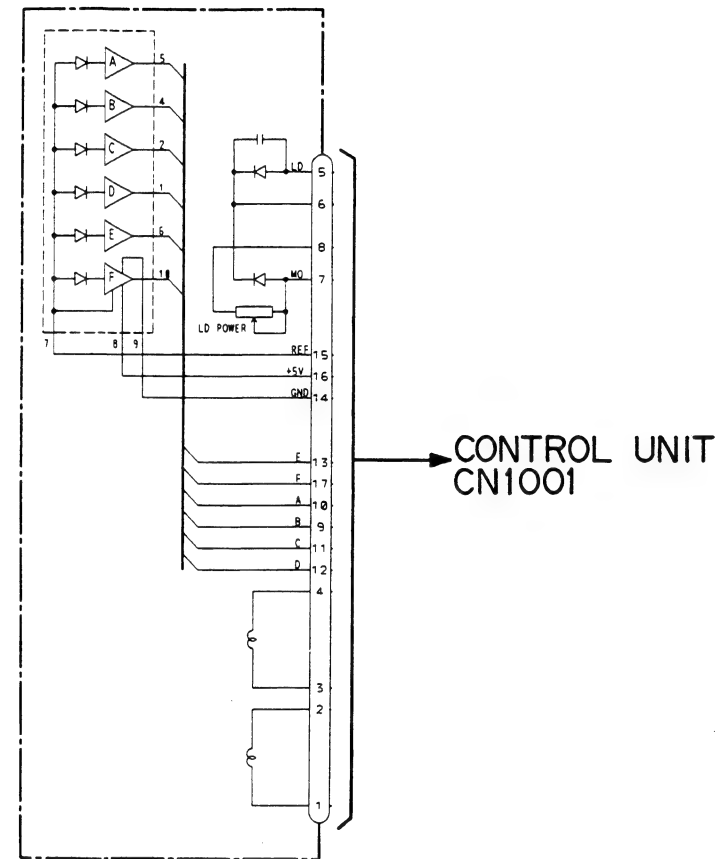 A 5
B 4
C 2
D 1
E 6
F 10
7 8 9
LD 5
6
8
MO 7
LD POWER
REF 15
+5V 16
GND 14
E 13
F 17
A 10
B 9
C 11
D 12
4
3
2
1
CONTROL UNIT
CN1001